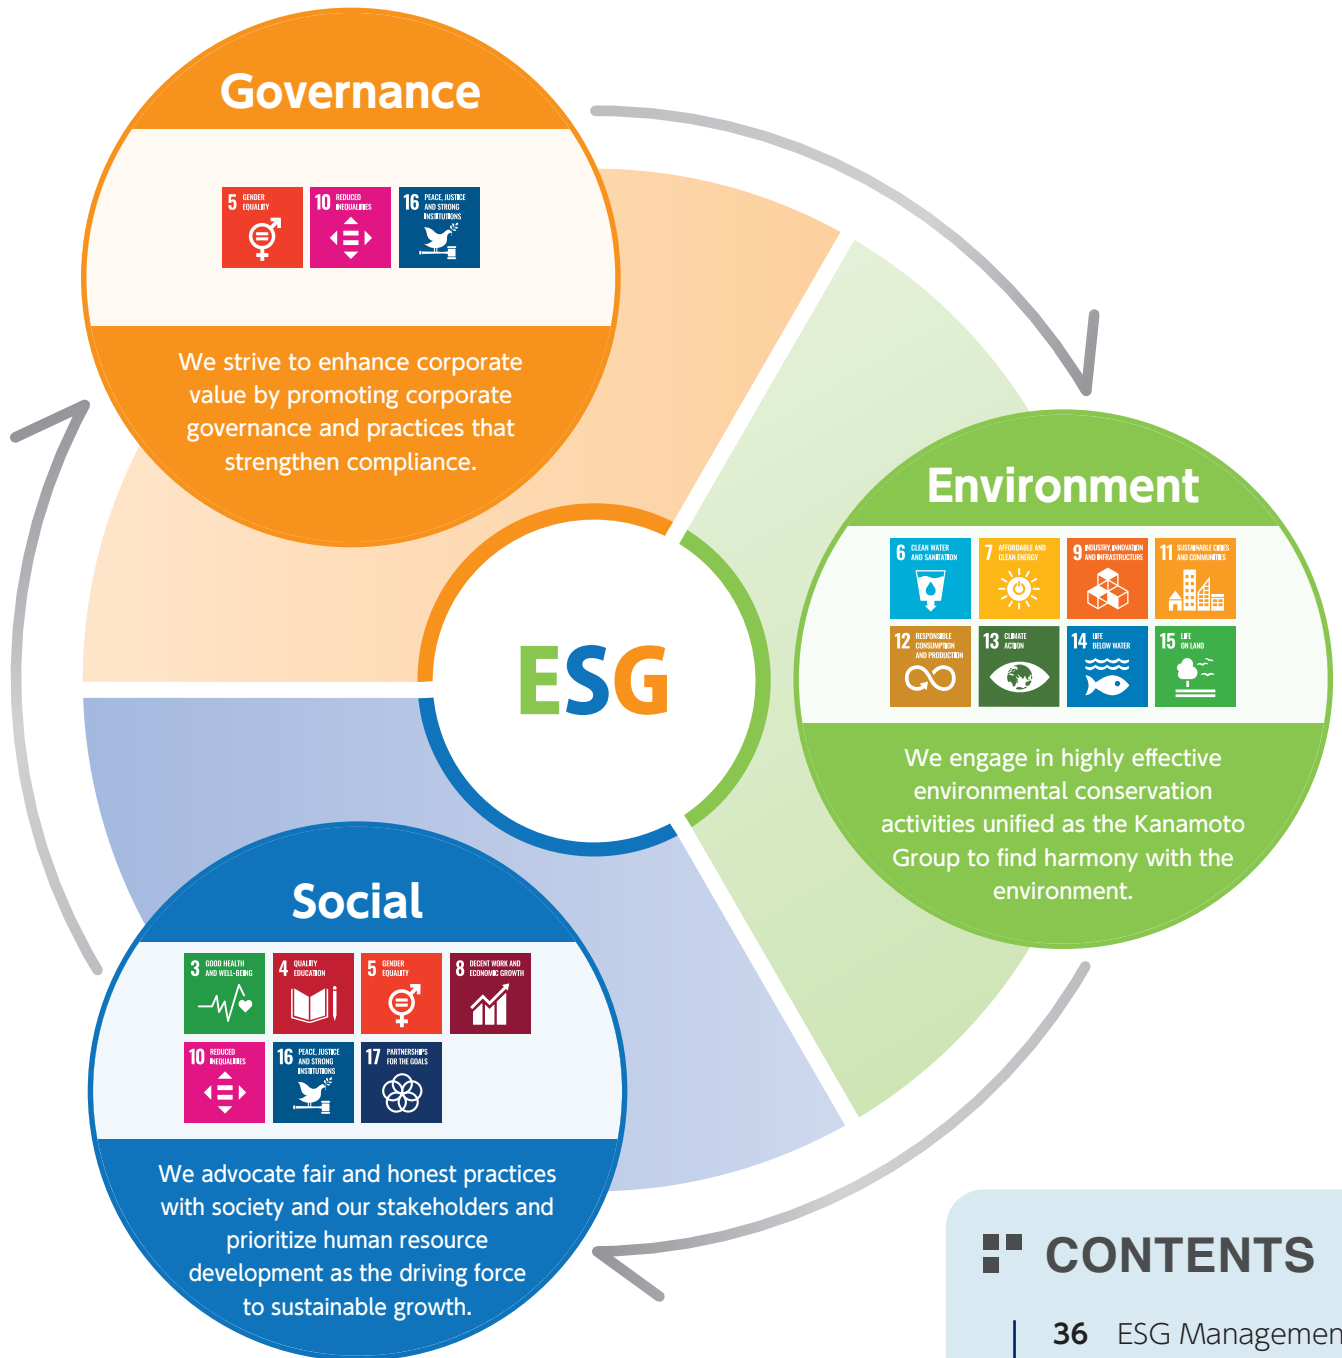 Governance
5 GENDER
EQUALITY
10 REDUCED
INEQUALITIES
16 PEACE, JUSTICE
AND STRONG
INSTITUTIONS
We strive to enhance corporate
value by promoting corporate
governance and practices that
strengthen compliance.
Environment
6 CLEAN WATER
AND SANITATION
7 AFFORDABLE AND
CLEAN ENERGY
9 INDUSTRY, INNOVATION
AND INFRASTRUCTURE
11 SUSTAINABLE CITIES
AND COMMUNITIES
12 RESPONSIBLE
CONSUMPTION
AND PRODUCTION
13 CLIMATE
ACTION
14 LIFE
BELOW WATER
15 LIFE
ON LAND
We engage in highly effective
environmental conservation
activities unified as the Kanamoto
Group to find harmony with the
environment.
ESG
Social
3 GOOD HEALTH
AND WELL-BEING
4 QUALITY
EDUCATION
5 GENDER
EQUALITY
8 DECENT WORK AND
ECONOMIC GROWTH
10 REDUCED
INEQUALITIES
16 PEACE, JUSTICE
AND STRONG
INSTITUTIONS
17 PARTNERSHIPS
FOR THE GOALS
We advocate fair and honest practices
with society and our stakeholders and
prioritize human resource
development as the driving force
to sustainable growth.
CONTENTS
36 ESG Managemen